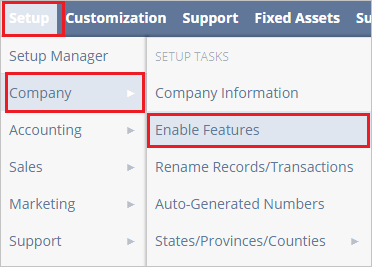 Setup Customization Support Fixed Assets Su
Setup Manager
Company
Accounting
Sales
Marketing
Support
SETUP TASKS
Company Information
Enable Features
Rename Records/Transactions
Auto-Generated Numbers
States/Provinces/Counties